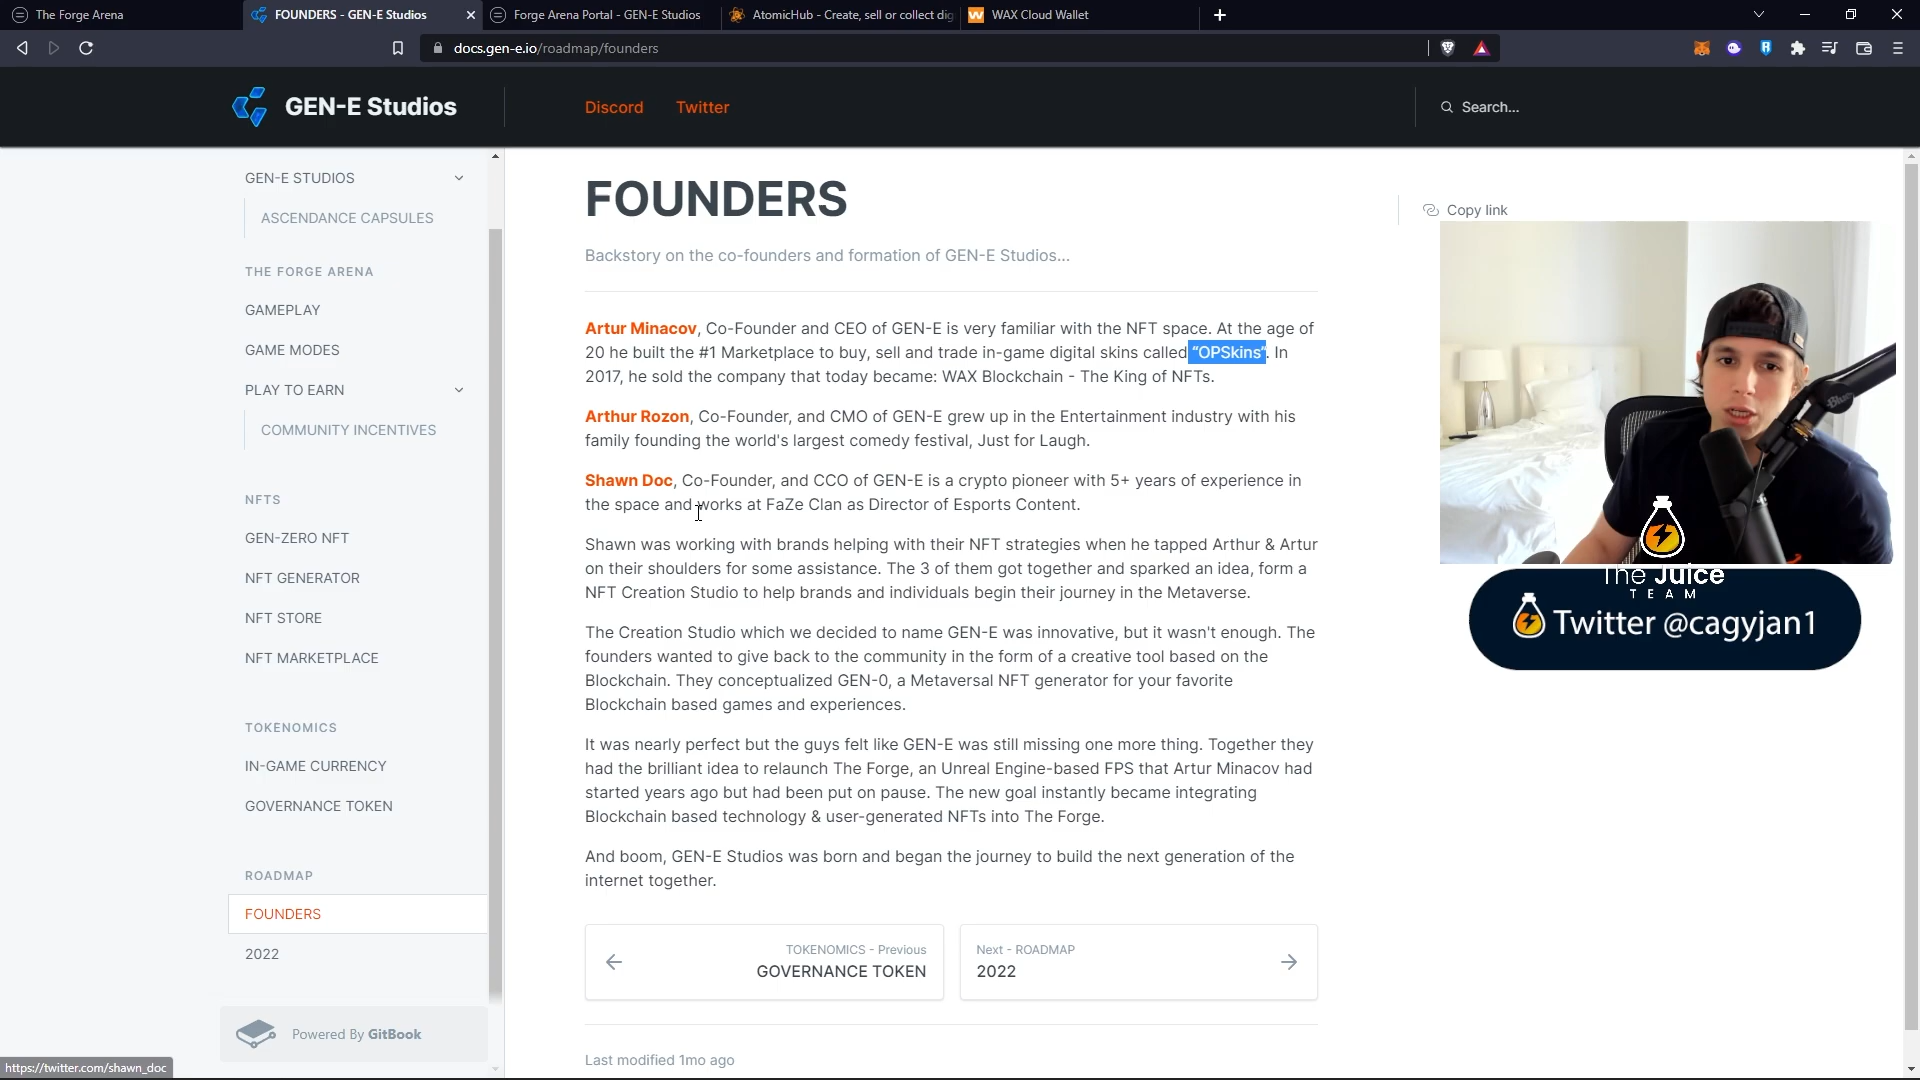 The Forge Arena
FOUNDERS - GEN-E Studios
Forge Arena Portal - GEN-E Studios
AtomicHub - Create, sell or collect dig
WAX Cloud Wallet
docs.gen-e.io/roadmap/founders
GEN-E Studios
Discord
Twitter
Search...
GEN-E STUDIOS
ASCENDANCE CAPSULES
THE FORGE ARENA
GAMEPLAY
GAME MODES
PLAY TO EARN
COMMUNITY INCENTIVES
NFTS
GEN-ZERO NFT
NFT GENERATOR
NFT STORE
NFT MARKETPLACE
TOKENOMICS
IN-GAME CURRENCY
GOVERNANCE TOKEN
ROADMAP
FOUNDERS
2022
Powered By GitBook
https://twitter.com/shawn_doc
FOUNDERS
Backstory on the co-founders and formation of GEN-E Studios...
Artur Minacov, Co-Founder and CEO of GEN-E is very familiar with the NFT space. At the age of
20 he built the #1 Marketplace to buy, sell and trade in-game digital skins called “OPSkins”. In
2017, he sold the company that today became: WAX Blockchain - The King of NFTs.
Arthur Rozon, Co-Founder, and CMO of GEN-E grew up in the Entertainment industry with his
family founding the world's largest comedy festival, Just for Laugh.
Shawn Doc, Co-Founder, and CCO of GEN-E is a crypto pioneer with 5+ years of experience in
the space and works at FaZe Clan as Director of Esports Content.
Shawn was working with brands helping with their NFT strategies when he tapped Arthur & Artur
on their shoulders for some assistance. The 3 of them got together and sparked an idea, form a
NFT Creation Studio to help brands and individuals begin their journey in the Metaverse.
The Creation Studio which we decided to name GEN-E was innovative, but it wasn't enough. The
founders wanted to give back to the community in the form of a creative tool based on the
Blockchain. They conceptualized GEN-0, a Metaversal NFT generator for your favorite
Blockchain based games and experiences.
It was nearly perfect but the guys felt like GEN-E was still missing one more thing. Together they
had the brilliant idea to relaunch The Forge, an Unreal Engine-based FPS that Artur Minacov had
started years ago but had been put on pause. The new goal instantly became integrating
Blockchain based technology & user-generated NFTs into The Forge.
And boom, GEN-E Studios was born and began the journey to build the next generation of the
internet together.
TOKENOMICS - Previous
GOVERNANCE TOKEN
Next - ROADMAP
2022
Last modified 1mo ago
Copy link
Blue
The Juice
TEAM
Twitter @cagyjan1